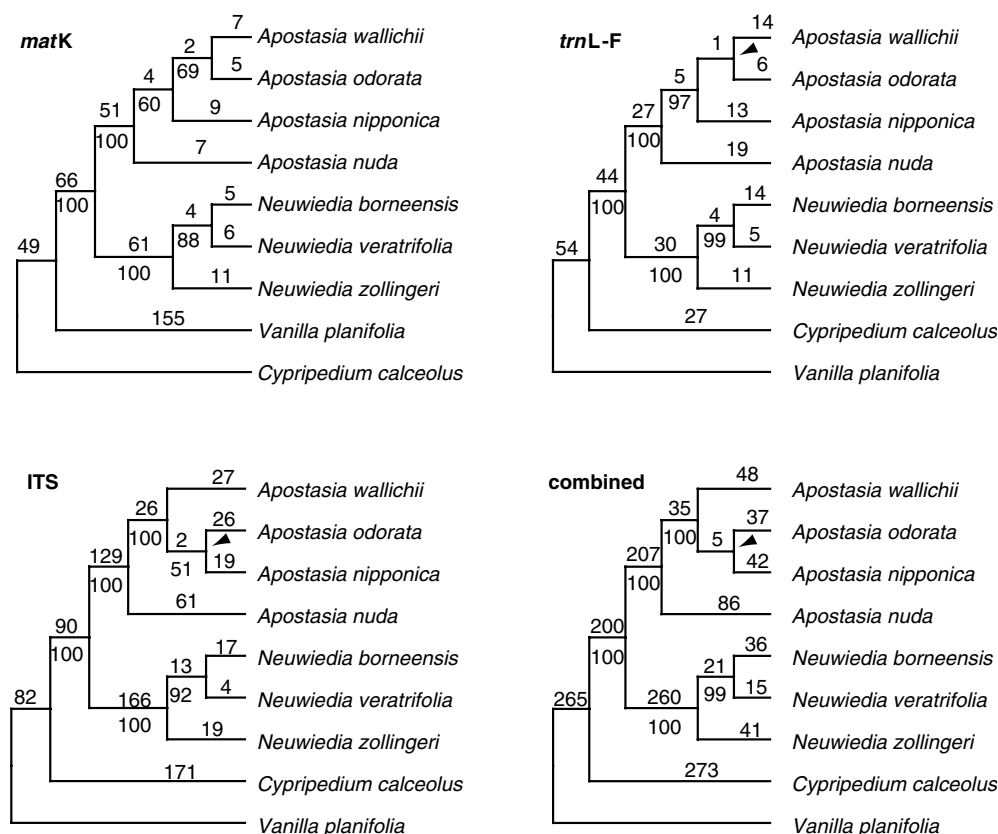 matK
7
Apostasia wallichii
2
69
5
Apostasia odorata
4
60
9
Apostasia nipponica
51
100
7
Apostasia nuda
66
100
5
Neuwiedia borneensis
4
88
6
Neuwiedia veratrifolia
61
100
11
Neuwiedia zollingeri
49
155
Vanilla planifolia
Cypripedium calceolus
trnL-F
14
Apostasia wallichii
1
6
Apostasia odorata
5
97
13
Apostasia nipponica
27
100
19
Apostasia nuda
44
100
14
Neuwiedia borneensis
4
99
5
Neuwiedia veratrifolia
30
100
11
Neuwiedia zollingeri
54
27
Cypripedium calceolus
Vanilla planifolia
ITS
27
Apostasia wallichii
26
100
26
Apostasia odorata
2
51
19
Apostasia nipponica
129
100
61
Apostasia nuda
90
100
17
Neuwiedia borneensis
13
92
4
Neuwiedia veratrifolia
166
100
19
Neuwiedia zollingeri
82
171
Cypripedium calceolus
Vanilla planifolia
combined
48
Apostasia wallichii
35
100
37
Apostasia odorata
5
42
Apostasia nipponica
207
100
86
Apostasia nuda
200
100
36
Neuwiedia borneensis
21
99
15
Neuwiedia veratrifolia
260
100
41
Neuwiedia zollingeri
265
273
Cypripedium calceolus
Vanilla planifolia